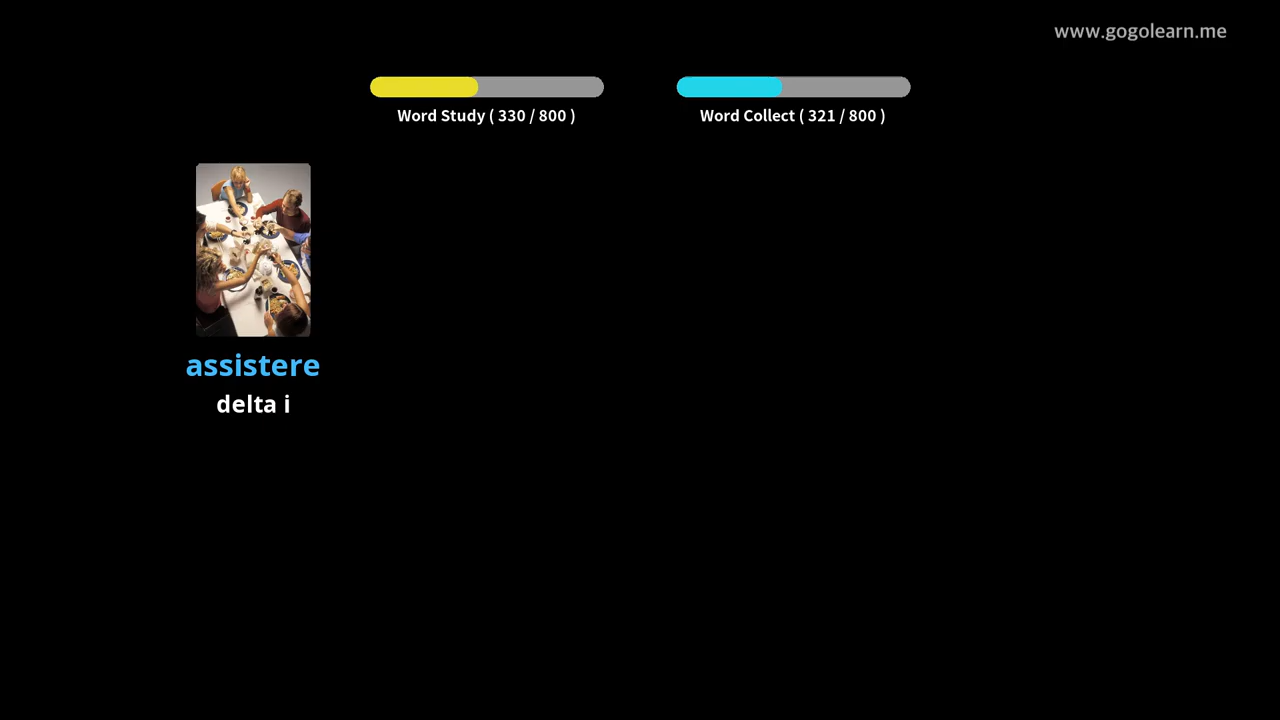 www.gogolearn.me
Word Study ( 330 / 800 )
Word Collect ( 321 / 800 )
assistere
delta i